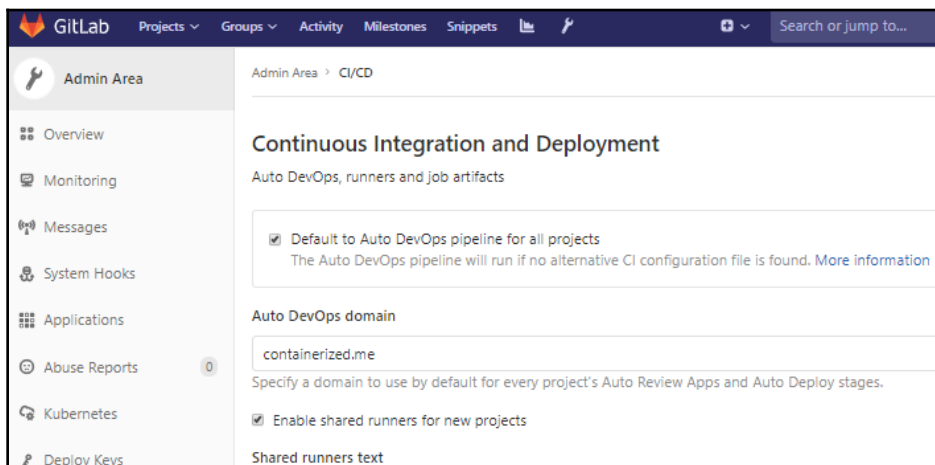 GitLab Projects Groups Activity Milestones Snippets Search or jump to...
Admin Area
Admin Area > CI/CD
Overview
Monitoring
Messages
System Hooks
Applications
Abuse Reports 0
Kubernetes
Deploy Keys
Continuous Integration and Deployment
Auto DevOps, runners and job artifacts
Default to Auto DevOps pipeline for all projects
The Auto DevOps pipeline will run if no alternative CI configuration file is found. More information
Auto DevOps domain
containerized.me
Specify a domain to use by default for every project's Auto Review Apps and Auto Deploy stages.
Enable shared runners for new projects
Shared runners text